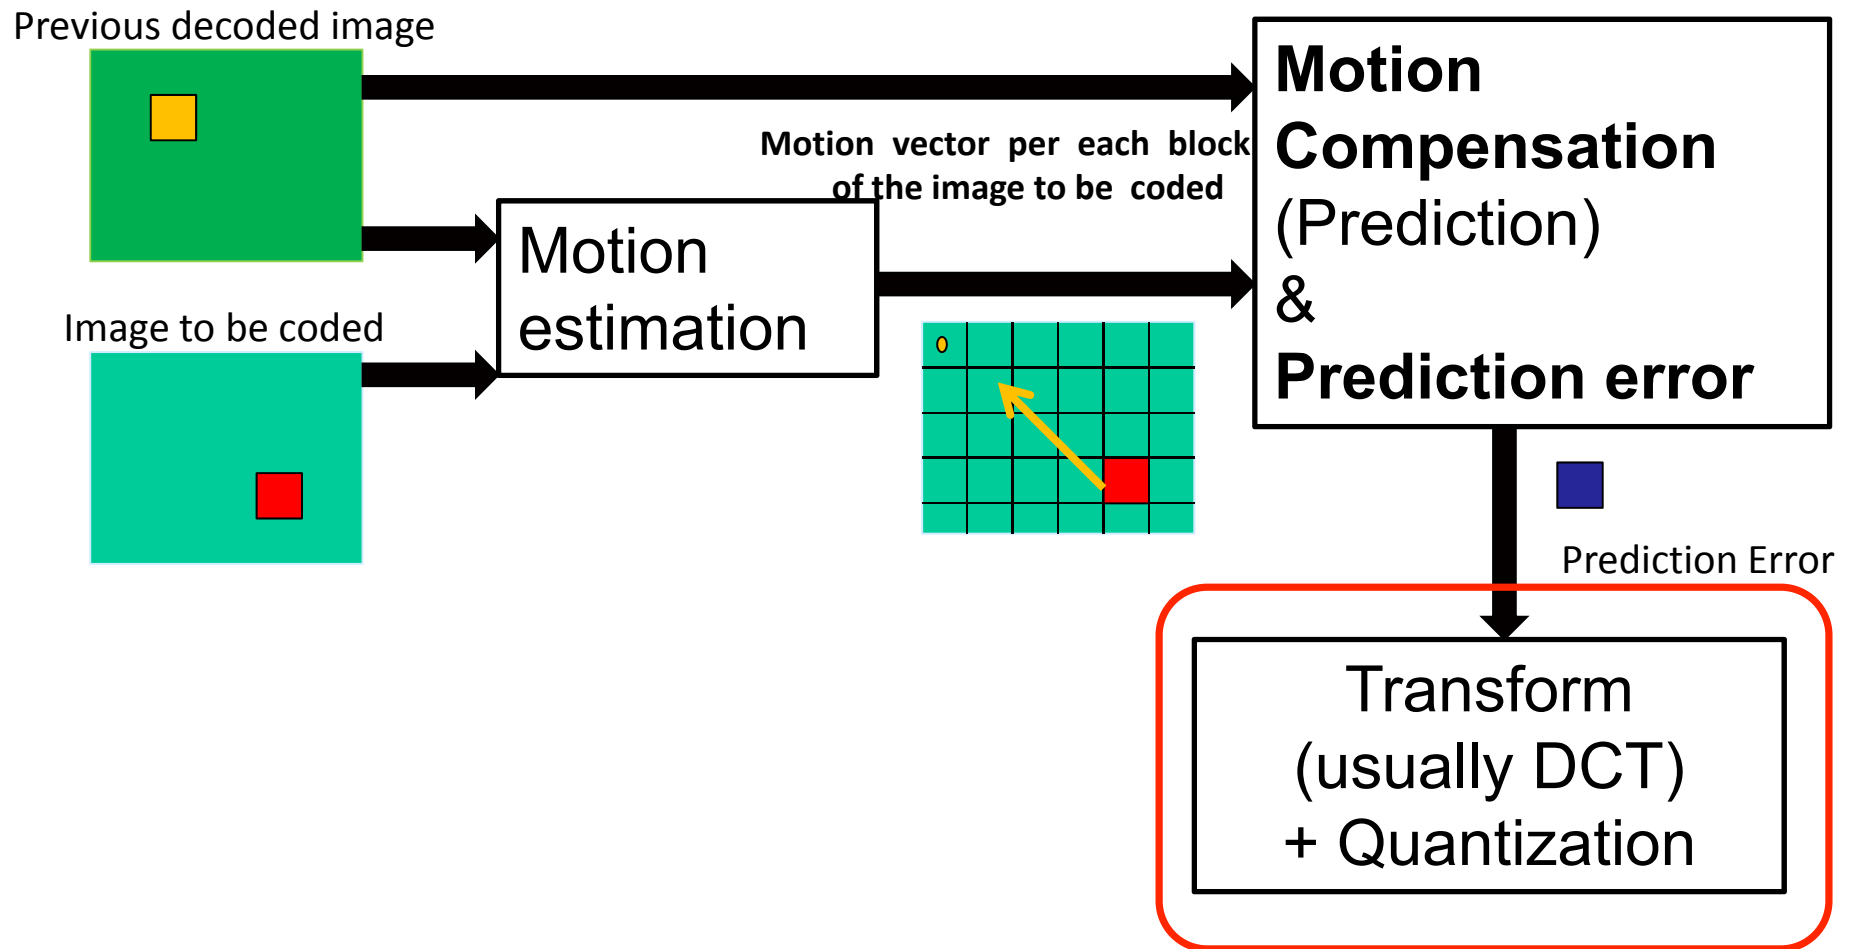 Previous decoded image
Motion
Compensation
(Prediction)
&
Prediction error
Motion vector per each block
of the image to be coded
Motion
estimation
Image to be coded
0
Prediction Error
Transform
(usually DCT)
+ Quantization